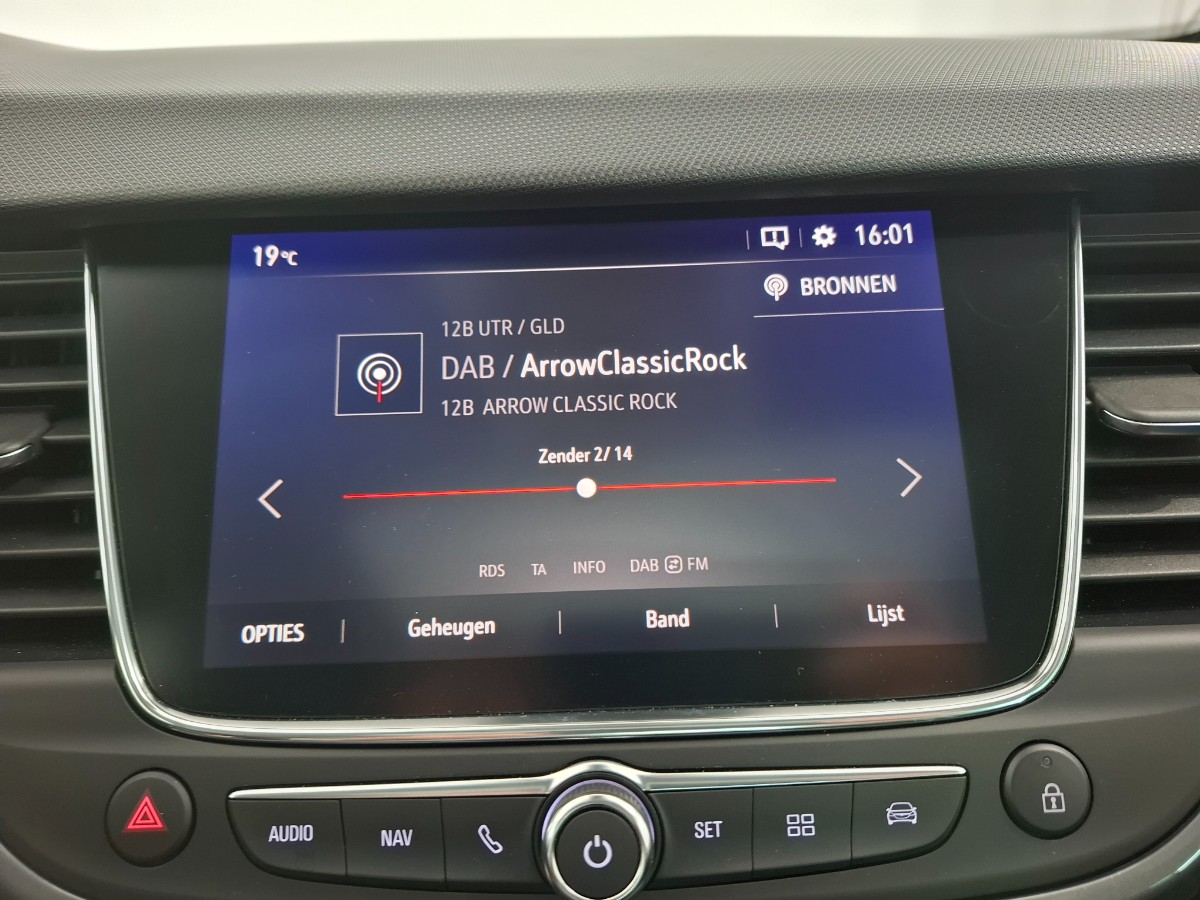 19°C 16:01
BRONNEN
12B UTR / GLD
DAB / ArrowClassicRock
12B ARROW CLASSIC ROCK
Zender 2/ 14
RDS TA INFO DAB FM
OPTIES Geheugen Band Lijst
AUDIO NAV SET